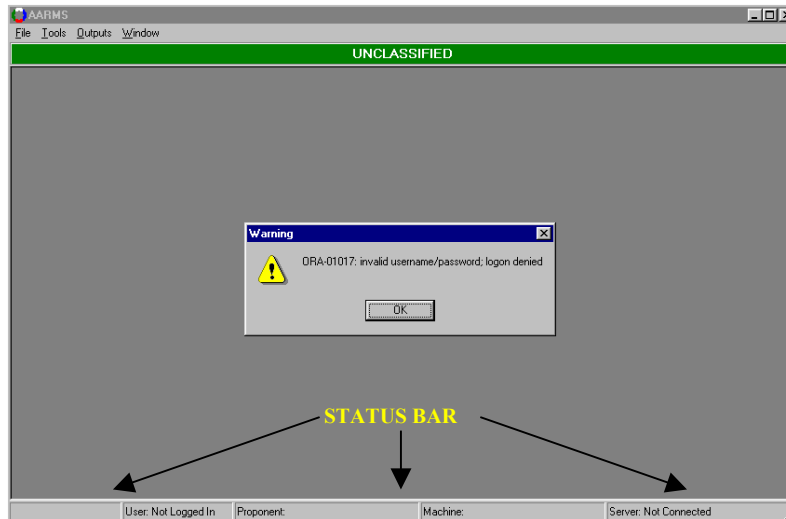 AARMS
File Tools Outputs Window
UNCLASSIFIED
Warning
ORA-01017: invalid username/password; logon denied
OK
STATUS BAR
User: Not Logged In Proponent: Machine: Server: Not Connected